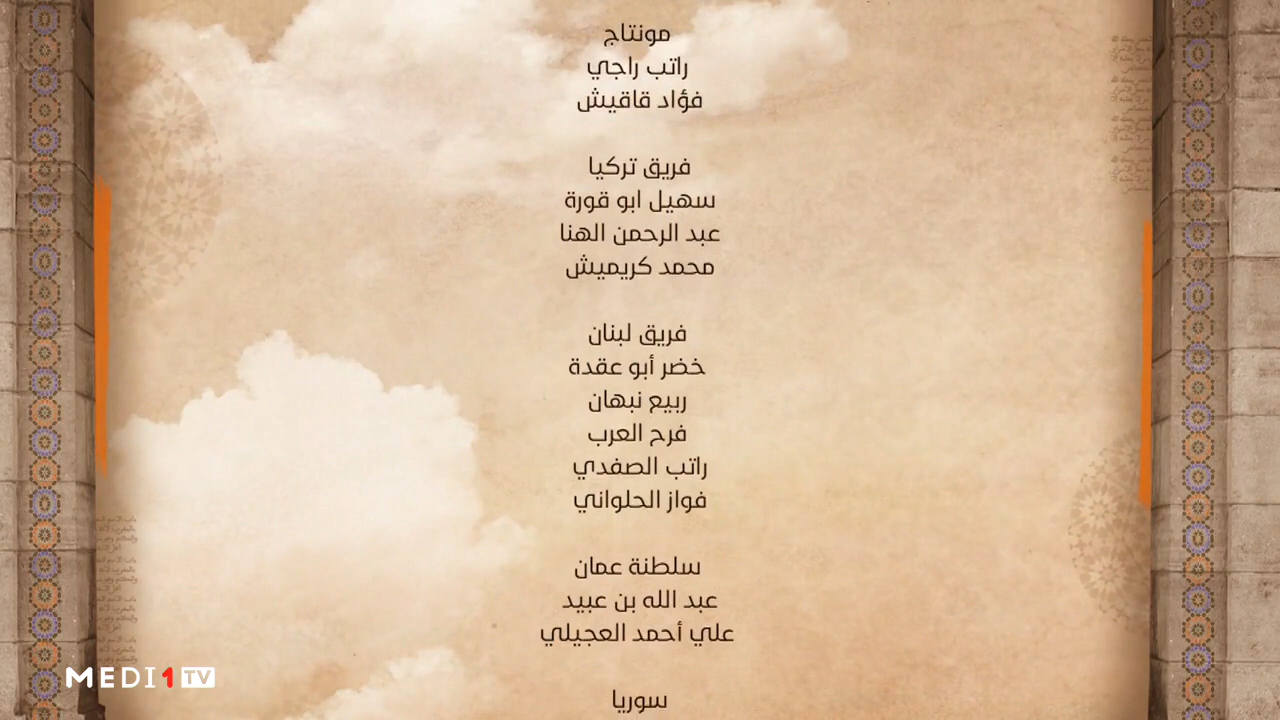 مونتاج
راتب راجي
فؤاد قاقيش
فريق تركيا
سهيل ابو قورة
عبد الرحمن الهنا
محمد كريميش
فريق لبنان
خضر أبو عقدة
ربيع نبهان
فرح العرب
راتب الصفدي
فواز الحلواني
سلطنة عمان
عبد الله بن عبيد
علي أحمد العجيلي
سوريا
MEDI1 TV